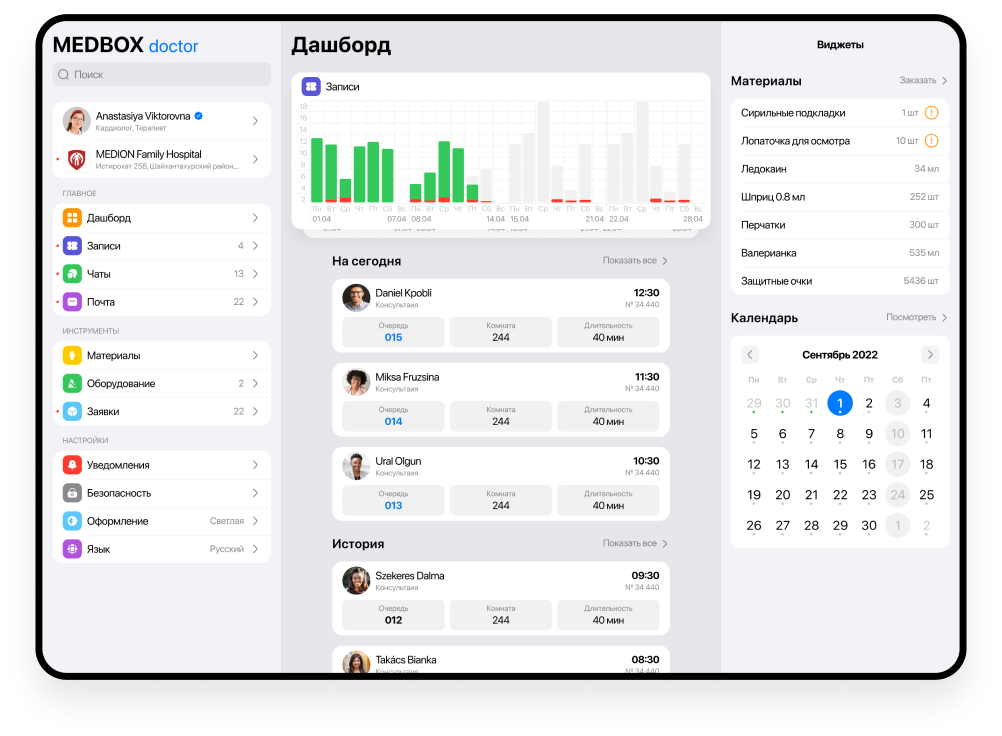 MEDBOX doctor
Поиск
Anastasiya Viktorovna
Кардиолог, Терапевт
MEDION Family Hospital
Истирохат 258, Шайхантахурский район,...
ГЛАВНОЕ
Дашборд
Записи 4
Чаты 13
Почта 22
ИНСТРУМЕНТЫ
Материалы
Оборудование 2
Заявки 22
НАСТРОЙКИ
Уведомления
Безопасность
Оформление Светлая
Язык Русский
Дашборд
Записи
18
16
14
12
10
8
6
4
2
Пн Вт Ср Чт Пт Сб Вс Пн Вт Ср Чт Пт Сб Вс Пн Вт Ср Чт Пт Сб Вс Пн Вт Ср Чт Пт Сб Вс
01.04 07.04 08.04 14.04 15.04 21.04 22.04 28.04
На сегодня Показать все
Daniel Kpobli 12:30
Консультаия № 34 440
Очередь Комната Длительность
015 244 40 мин
Miksa Fruzsina 11:30
Консультаия № 34 440
Очередь Комната Длительность
014 244 40 мин
Ural Olgun 10:30
Консультаия № 34 440
Очередь Комната Длительность
013 244 40 мин
История Показать все
Szekeres Dalma 09:30
Консультаия № 34 440
Очередь Комната Длительность
012 244 40 мин
Takács Bianka 08:30
Консультаия № 34 440
Виджеты
Материалы Заказать
Сирильные подкладки 1 шт
Лопаточка для осмотра 10 шт
Ледокаин 34 мл
Шприц 0.8 мл 252 шт
Перчатки 300 шт
Валерианка 535 мл
Защитные очки 5436 шт
Календарь Посмотреть
Сентябрь 2022
Пн Вт Ср Чт Пт Сб Пт
29 30 31 1 2 3 4
5 6 7 8 9 10 11
12 13 14 15 16 17 18
19 20 21 22 23 24 25
26 27 28 29 30 1 2